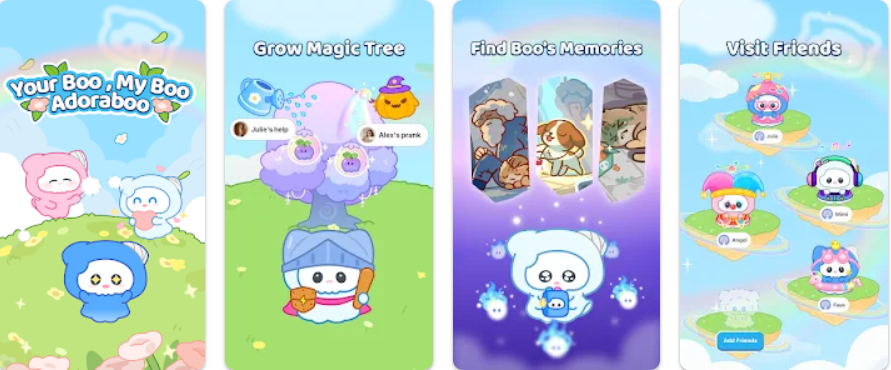 Your Boo, My Boo
Adoraboo
Grow Magic Tree
Julie's help
Alex's prank
Find Boo's Memories
Visit Friends
Julie
Mimi
Angel
Faye
Add Friends